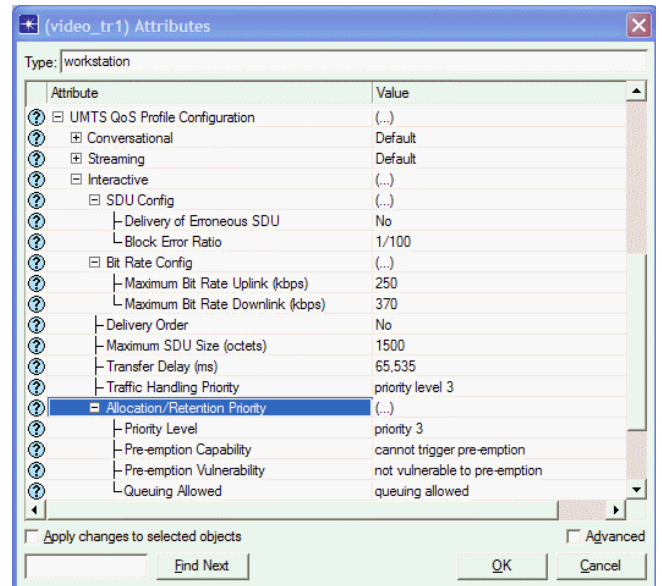 (video_tr1) Attributes
Type: workstation
Attribute Value
UMTS QoS Profile Configuration (...)
Conversational Default
Streaming Default
Interactive (...)
SDU Config (...)
Delivery of Erroneous SDU No
Block Error Ratio 1/100
Bit Rate Config (...)
Maximum Bit Rate Uplink (kbps) 250
Maximum Bit Rate Downlink (kbps) 370
Delivery Order No
Maximum SDU Size (octets) 1500
Transfer Delay (ms) 65,535
Traffic Handling Priority priority level 3
Allocation/Retention Priority (...)
Priority Level priority 3
Pre-emption Capability cannot trigger pre-emption
Pre-emption Vulnerability not vulnerable to pre-emption
Queuing Allowed queuing allowed
Apply changes to selected objects Advanced
Find Next OK Cancel